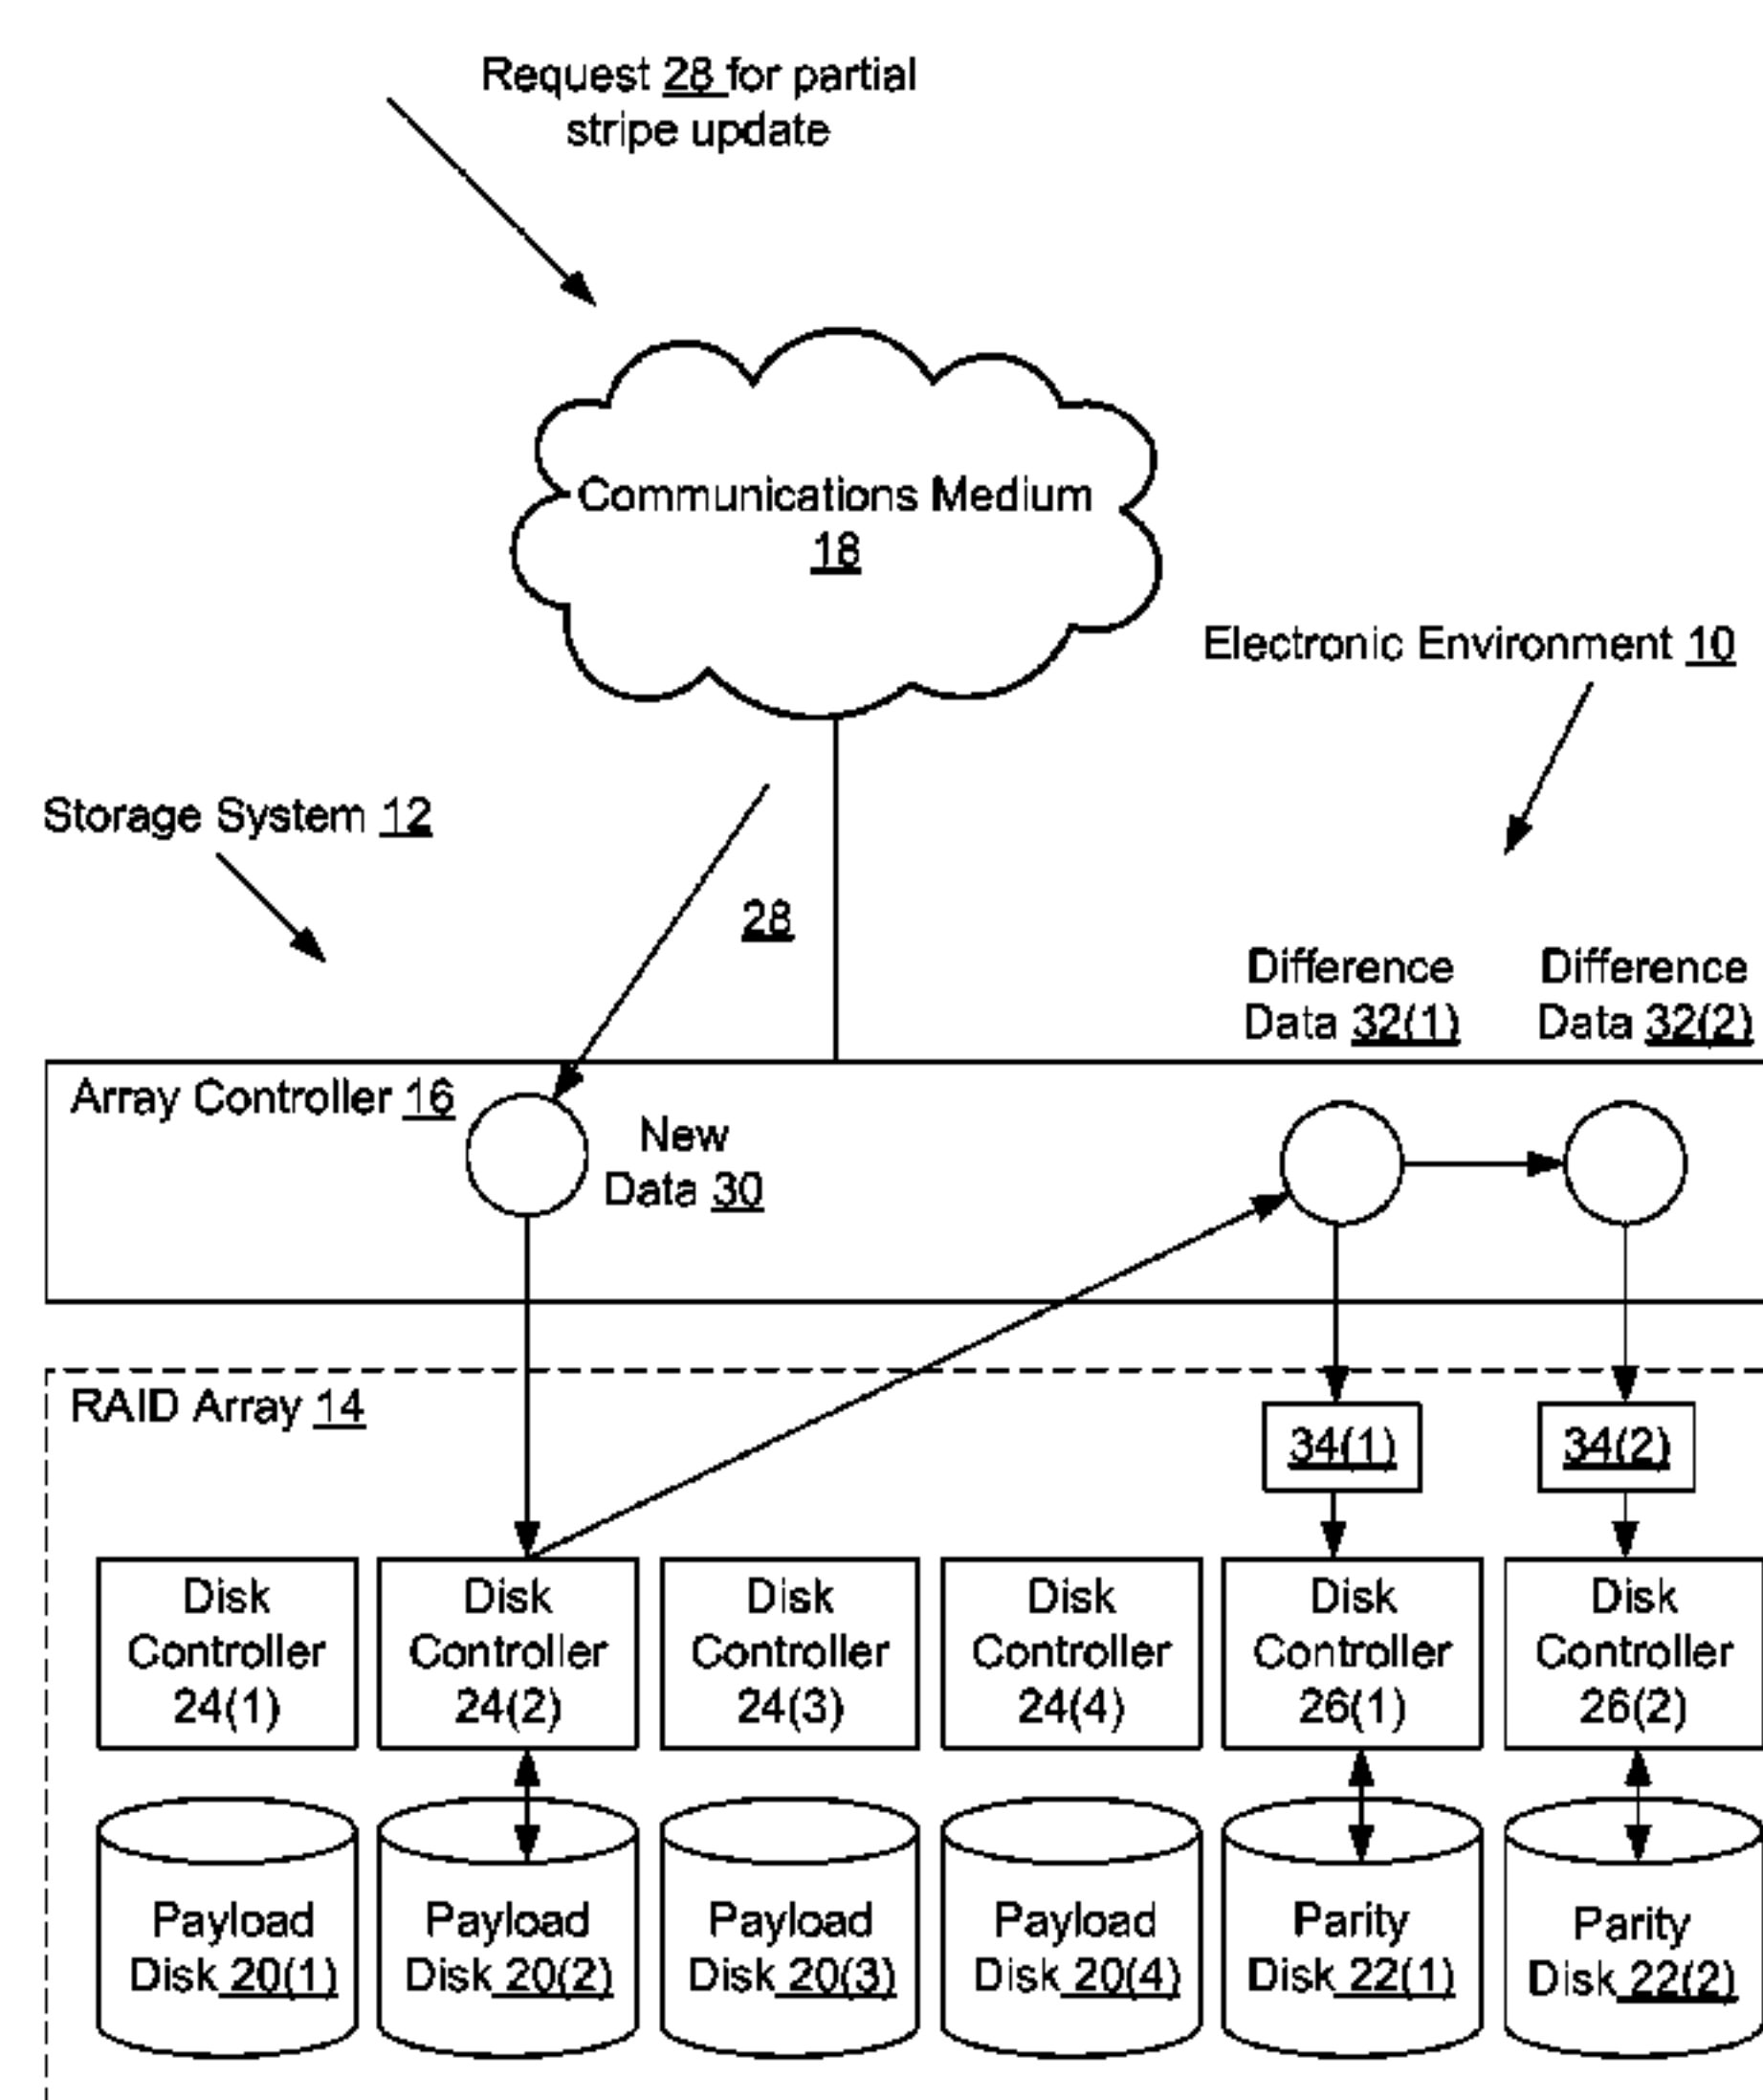 Request 28 for partial
stripe update
Communications Medium
18
Electronic Environment 10
Storage System 12
28
Difference
Data 32(1)
Difference
Data 32(2)
Array Controller 16
New
Data 30
RAID Array 14
34(1)
34(2)
Disk
Controller
24(1)
Disk
Controller
24(2)
Disk
Controller
24(3)
Disk
Controller
24(4)
Disk
Controller
26(1)
Disk
Controller
26(2)
Payload
Disk 20(1)
Payload
Disk 20(2)
Payload
Disk 20(3)
Payload
Disk 20(4)
Parity
Disk 22(1)
Parity
Disk 22(2)